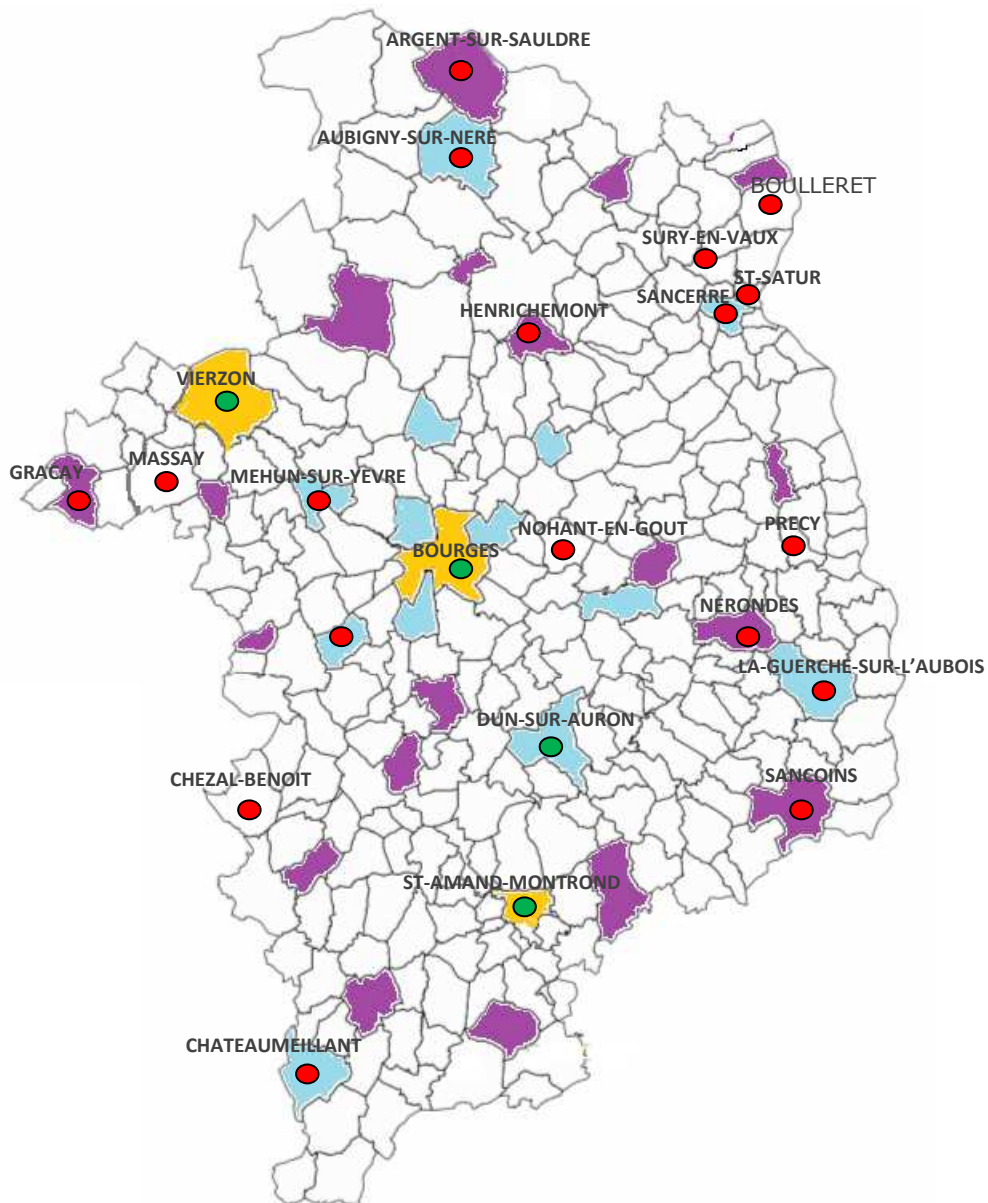 ARGENT-SUR-SAULDRE
AUBIGNY-SUR-NERE
BOULLERET
SURY-EN-VAUX
ST-SATUR
SANCERRE
HENRICHEMONT
VIERZON
MASSAY
GRACAY
MEHUN-SUR-YEVRE
NOHANT-EN-GOUT
PRECY
BOURGES
NERONDES
LA-GUERCHE-SUR-L’AUBOIS
DUN-SUR-AURON
CHEZAL-BENOIT
SANCOINS
ST-AMAND-MONTROND
CHATEAUMEILLANT